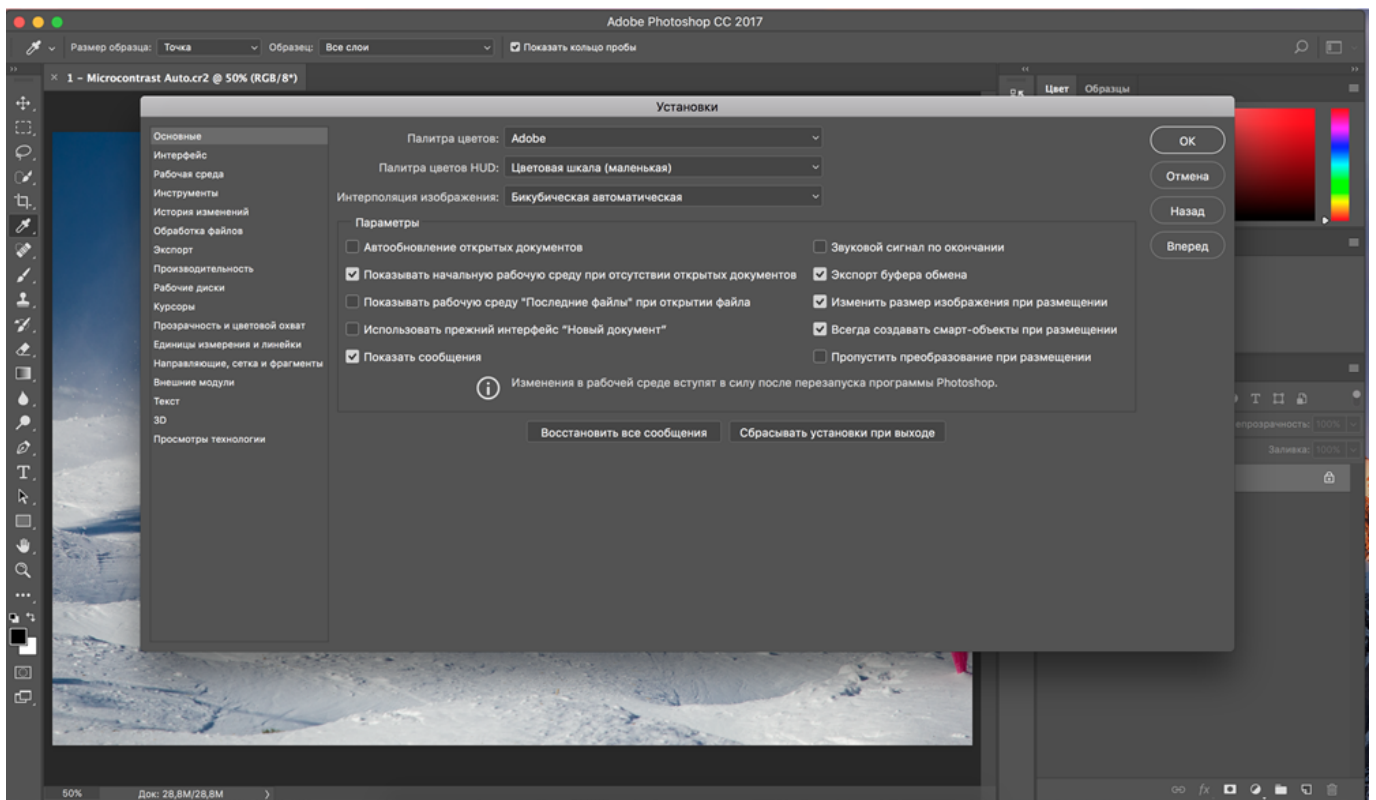 Adobe Photoshop CC 2017
Размер образца: Точка Образец: Все слои Показать кольцо пробы
1 - Microcontrast Auto.cr2 @ 50% (RGB/8*)
Цвет Образцы
Установки
Основные
Интерфейс
Рабочая среда
Инструменты
История изменений
Обработка файлов
Экспорт
Производительность
Рабочие диски
Курсоры
Прозрачность и цветовой охват
Единицы измерения и линейки
Направляющие, сетка и фрагменты
Внешние модули
Текст
3D
Просмотры технологии
Палитра цветов: Adobe
Палитра цветов HUD: Цветовая шкала (маленькая)
Интерполяция изображения: Бикубическая автоматическая
Параметры
Автообновление открытых документов
Показывать начальную рабочую среду при отсутствии открытых документов
Показывать рабочую среду "Последние файлы" при открытии файла
Использовать прежний интерфейс "Новый документ"
Показать сообщения
Звуковой сигнал по окончании
Экспорт буфера обмена
Изменить размер изображения при размещении
Всегда создавать смарт-объекты при размещении
Пропустить преобразование при размещении
Изменения в рабочей среде вступят в силу после перезапуска программы Photoshop.
Восстановить все сообщения Сбрасывать установки при выходе
OK
Отмена
Назад
Вперед
епрозрачность: 100%
Заливка: 100%
50% Док: 28,8M/28,8M
fx